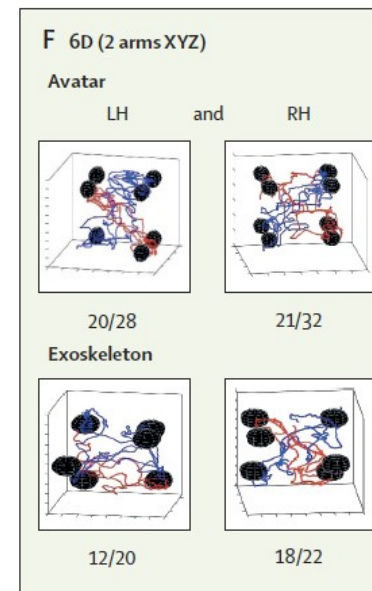 F 6D (2 arms XYZ)
Avatar
LH and RH
20/28 21/32
Exoskeleton
12/20 18/22